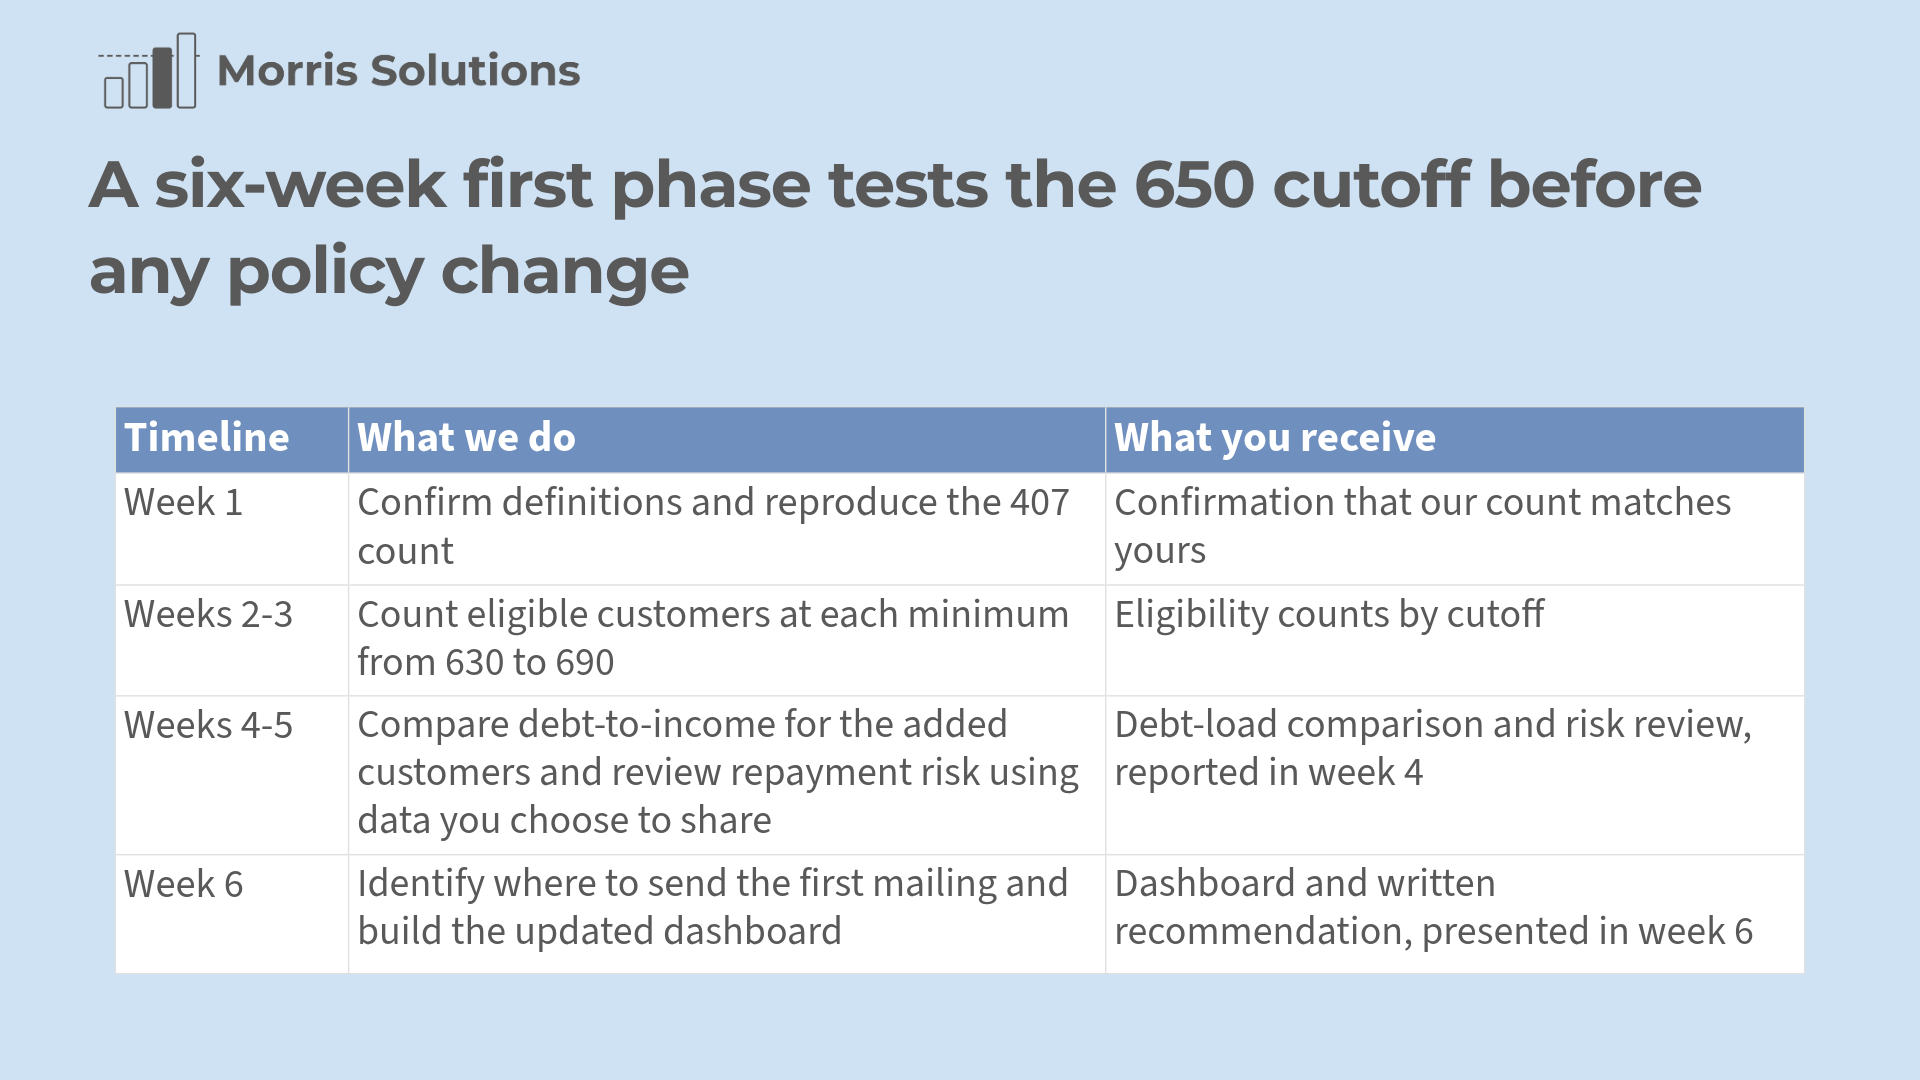 Morris Solutions
A six-week first phase tests the 650 cutoff before
any policy change
Timeline
What we do
What you receive
Week 1
Confirm definitions and reproduce the 407
count
Confirmation that our count matches
yours
Weeks 2-3
Count eligible customers at each minimum
from 630 to 690
Eligibility counts by cutoff
Weeks 4-5
Compare debt-to-income for the added
customers and review repayment risk using
data you choose to share
Debt-load comparison and risk review,
reported in week 4
Week 6
Identify where to send the first mailing and
build the updated dashboard
Dashboard and written
recommendation, presented in week 6